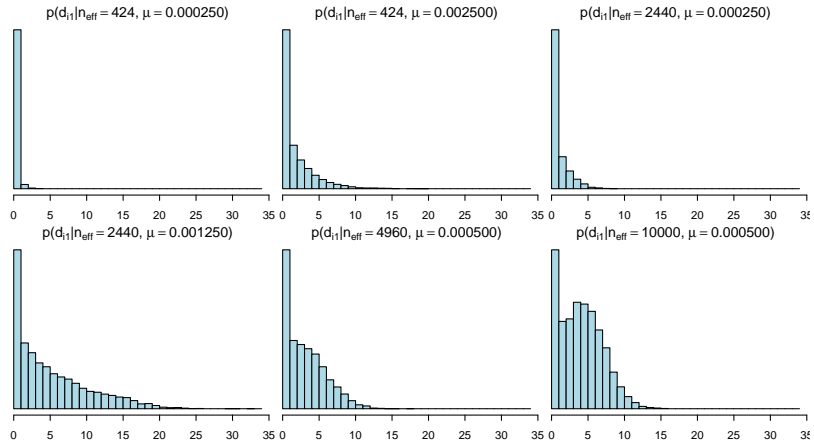 p(d_i1|n_eff = 424, μ = 0.000250) p(d_i1|n_eff = 424, μ = 0.002500) p(d_i1|n_eff = 2440, μ = 0.000250)
0 5 10 15 20 25 30 35 0 5 10 15 20 25 30 35 0 5 10 15 20 25 30 35
p(d_i1|n_eff = 2440, μ = 0.001250) p(d_i1|n_eff = 4960, μ = 0.000500) p(d_i1|n_eff = 10000, μ = 0.000500)
0 5 10 15 20 25 30 35 0 5 10 15 20 25 30 35 0 5 10 15 20 25 30 35